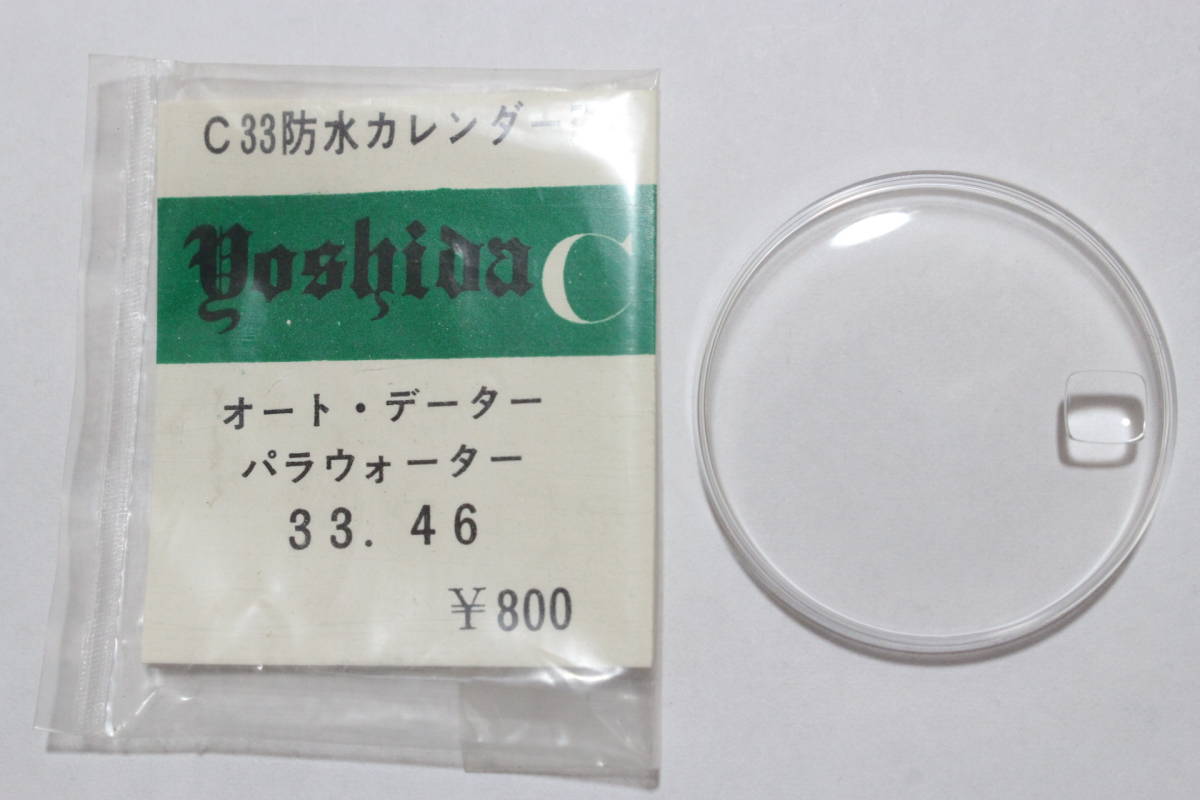 C33防水カレンダー
Yoshida C
オート・データー
パラウォーター
33. 46
￥800